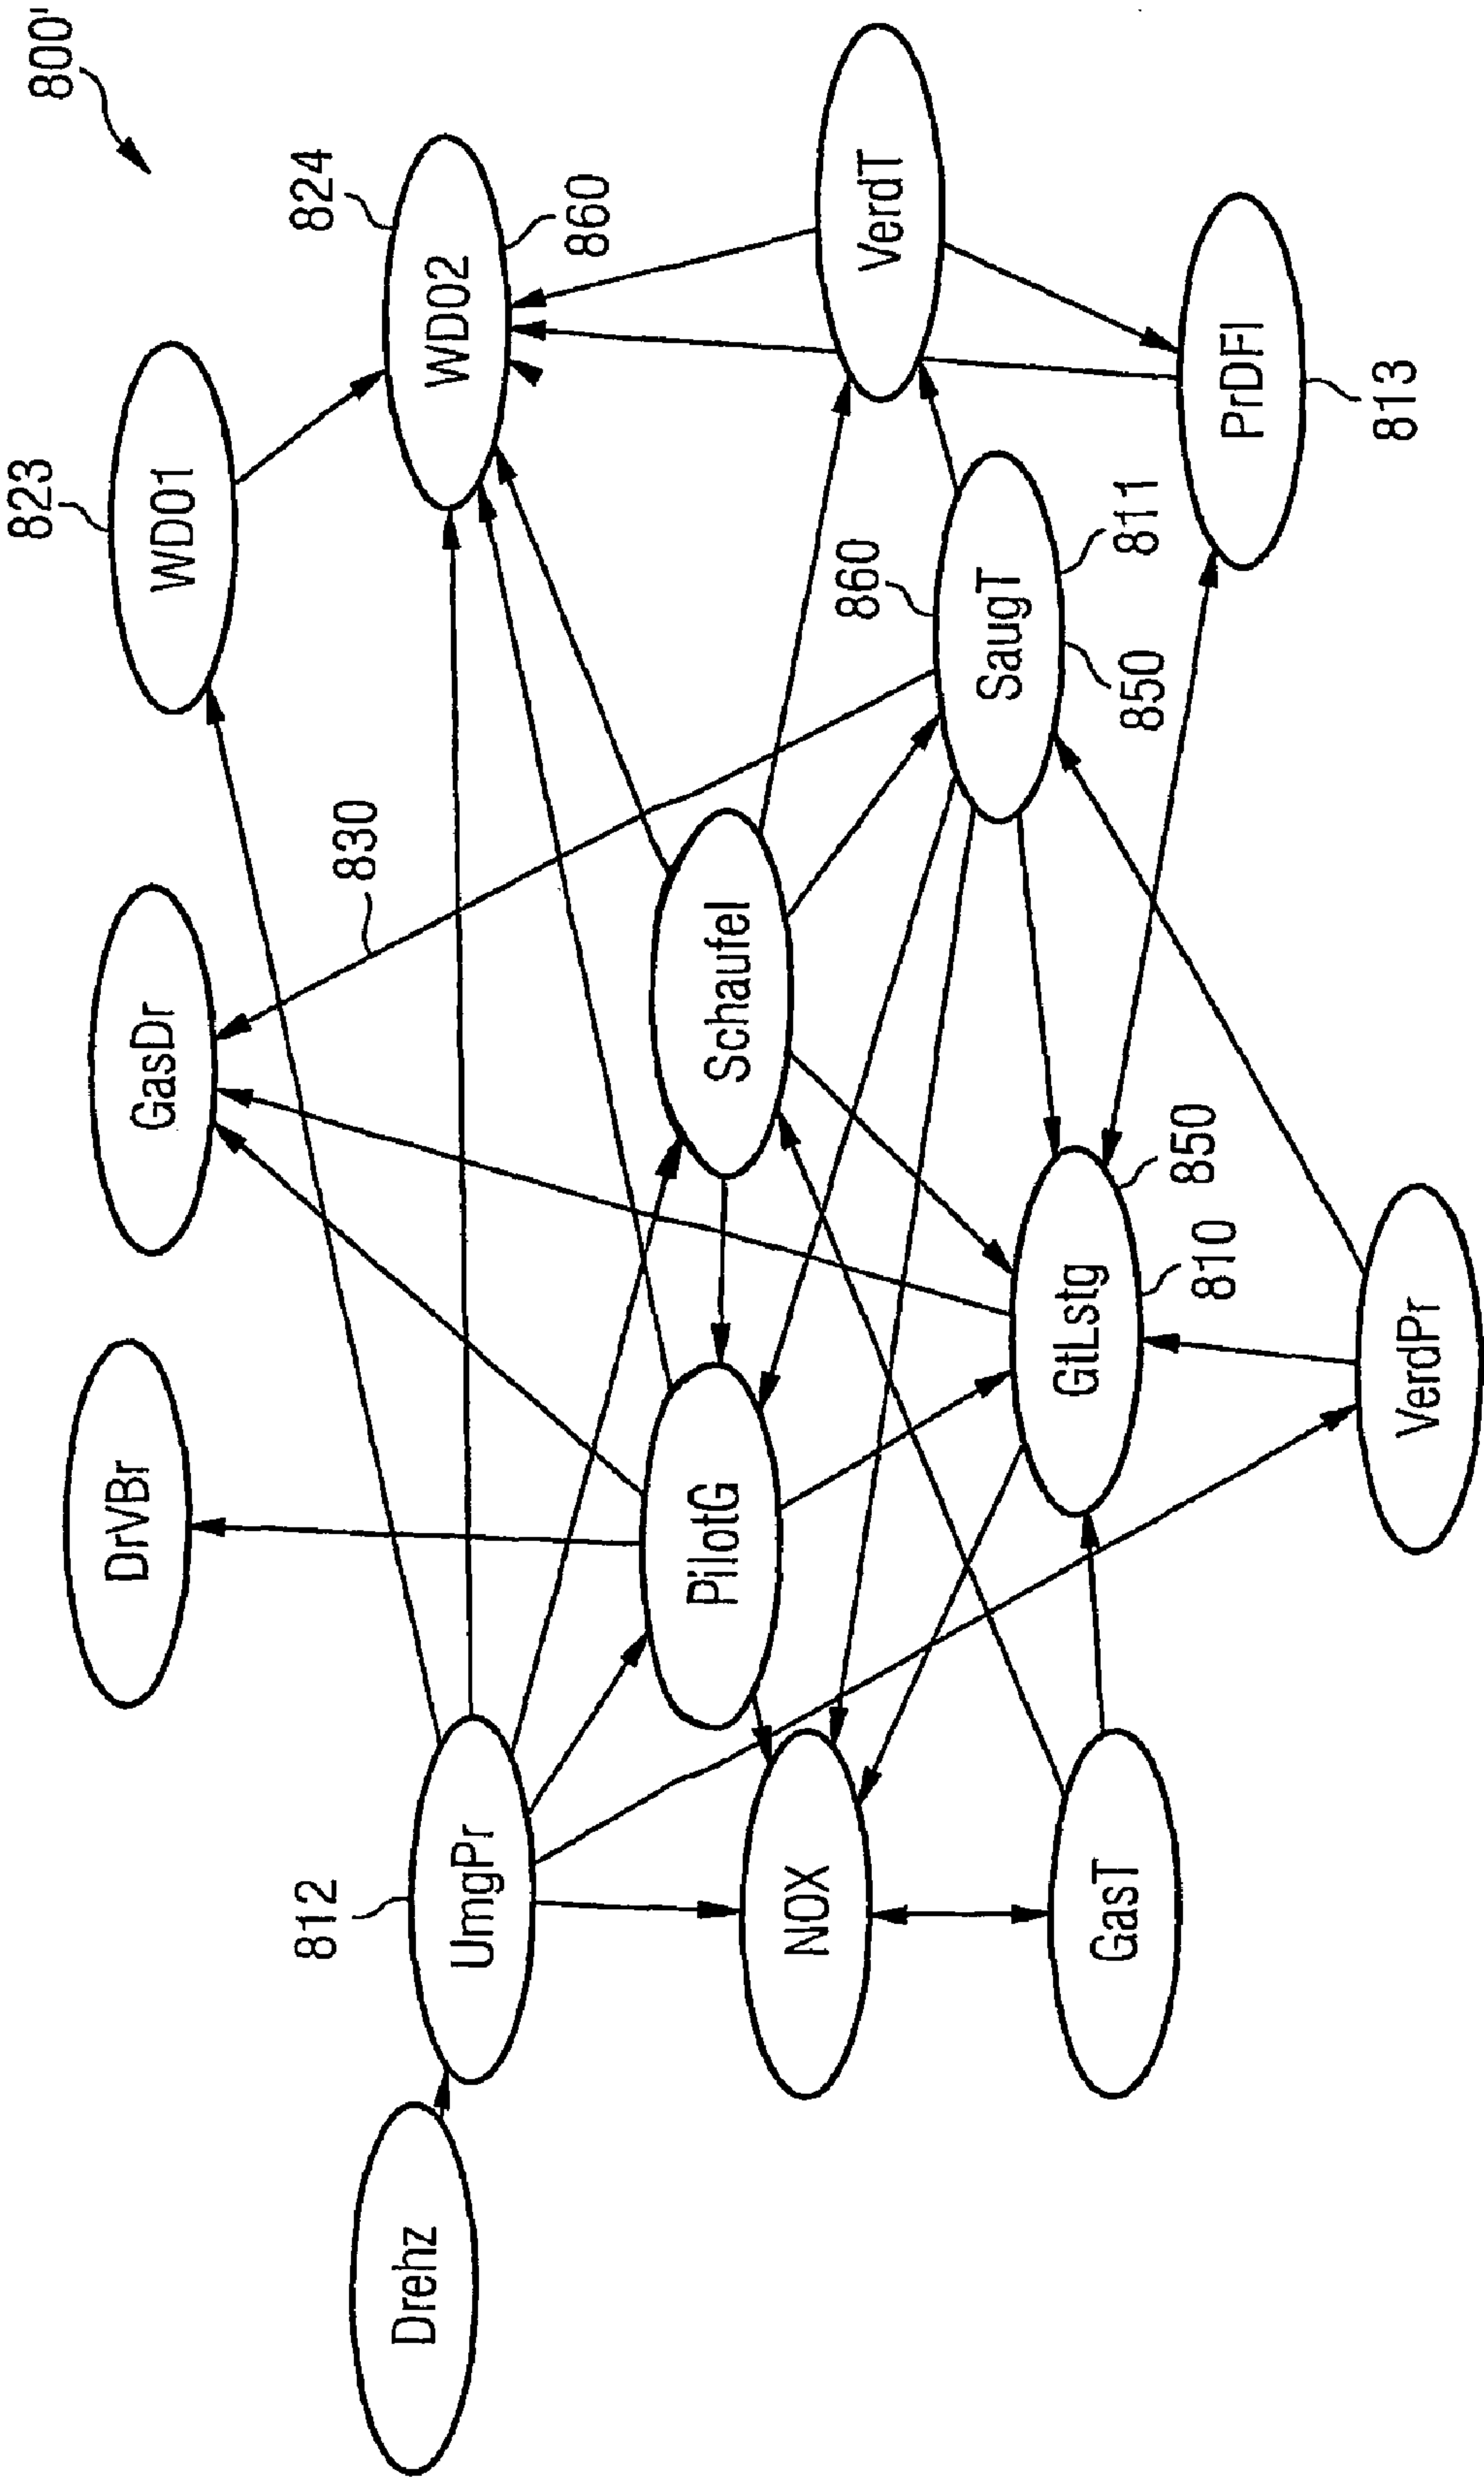 800'
823
WD01
824
WD02
860
GasDr
830
DrVBr
VerdT
Schaufel
860
SaugT
811
850
PrDFl
813
PilotG
812
UmgPr
GtLstg
850
810
Drehz
NOX
GasT
VerdPr